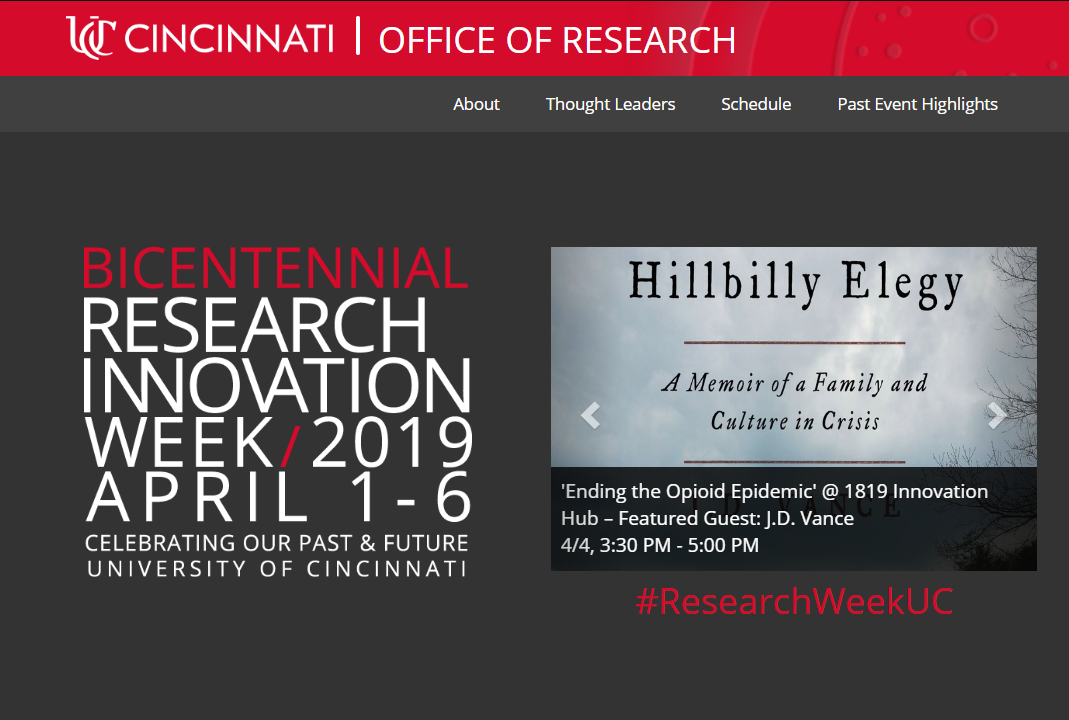 UC CINCINNATI | OFFICE OF RESEARCH
About Thought Leaders Schedule Past Event Highlights
BICENTENNIAL
RESEARCH
INNOVATION
WEEK / 2019
APRIL 1 - 6
CELEBRATING OUR PAST & FUTURE
UNIVERSITY OF CINCINNATI
Hillbilly Elegy
A Memoir of a Family and
Culture in Crisis
J.D. VANCE
'Ending the Opioid Epidemic' @ 1819 Innovation
Hub – Featured Guest: J.D. Vance
4/4, 3:30 PM - 5:00 PM
#ResearchWeekUC